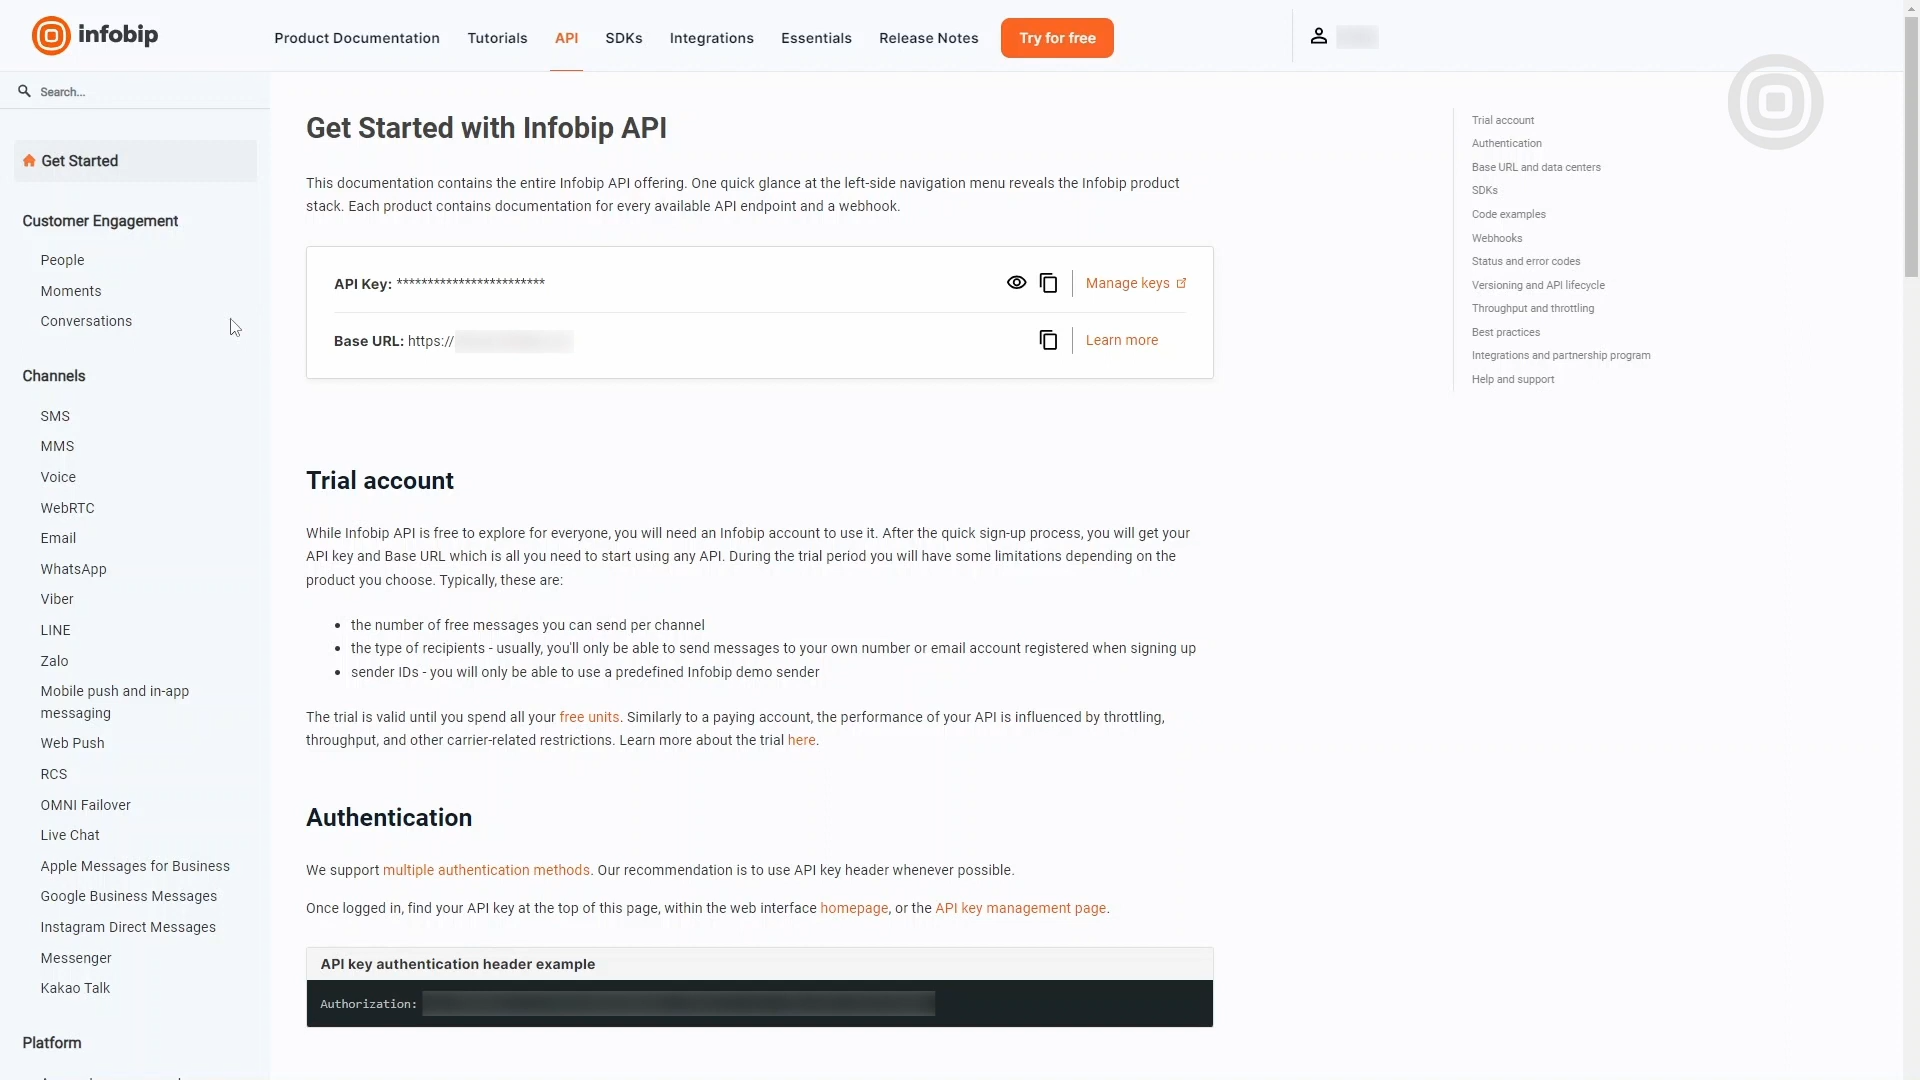 infobip
Product Documentation Tutorials API SDKs Integrations Essentials Release Notes Try for free
Search...
Get Started
Customer Engagement
People
Moments
Conversations
Channels
SMS
MMS
Voice
WebRTC
Email
WhatsApp
Viber
LINE
Zalo
Mobile push and in-app
messaging
Web Push
RCS
OMNI Failover
Live Chat
Apple Messages for Business
Google Business Messages
Instagram Direct Messages
Messenger
Kakao Talk
Platform
Get Started with Infobip API
This documentation contains the entire Infobip API offering. One quick glance at the left-side navigation menu reveals the Infobip product
stack. Each product contains documentation for every available API endpoint and a webhook.
API Key: ************************ Manage keys
Base URL: https:// Learn more
Trial account
While Infobip API is free to explore for everyone, you will need an Infobip account to use it. After the quick sign-up process, you will get your
API key and Base URL which is all you need to start using any API. During the trial period you will have some limitations depending on the
product you choose. Typically, these are:
• the number of free messages you can send per channel
• the type of recipients - usually, you'll only be able to send messages to your own number or email account registered when signing up
• sender IDs - you will only be able to use a predefined Infobip demo sender
The trial is valid until you spend all your free units. Similarly to a paying account, the performance of your API is influenced by throttling,
throughput, and other carrier-related restrictions. Learn more about the trial here.
Authentication
We support multiple authentication methods. Our recommendation is to use API key header whenever possible.
Once logged in, find your API key at the top of this page, within the web interface homepage, or the API key management page.
API key authentication header example
Authorization:
Trial account
Authentication
Base URL and data centers
SDKs
Code examples
Webhooks
Status and error codes
Versioning and API lifecycle
Throughput and throttling
Best practices
Integrations and partnership program
Help and support